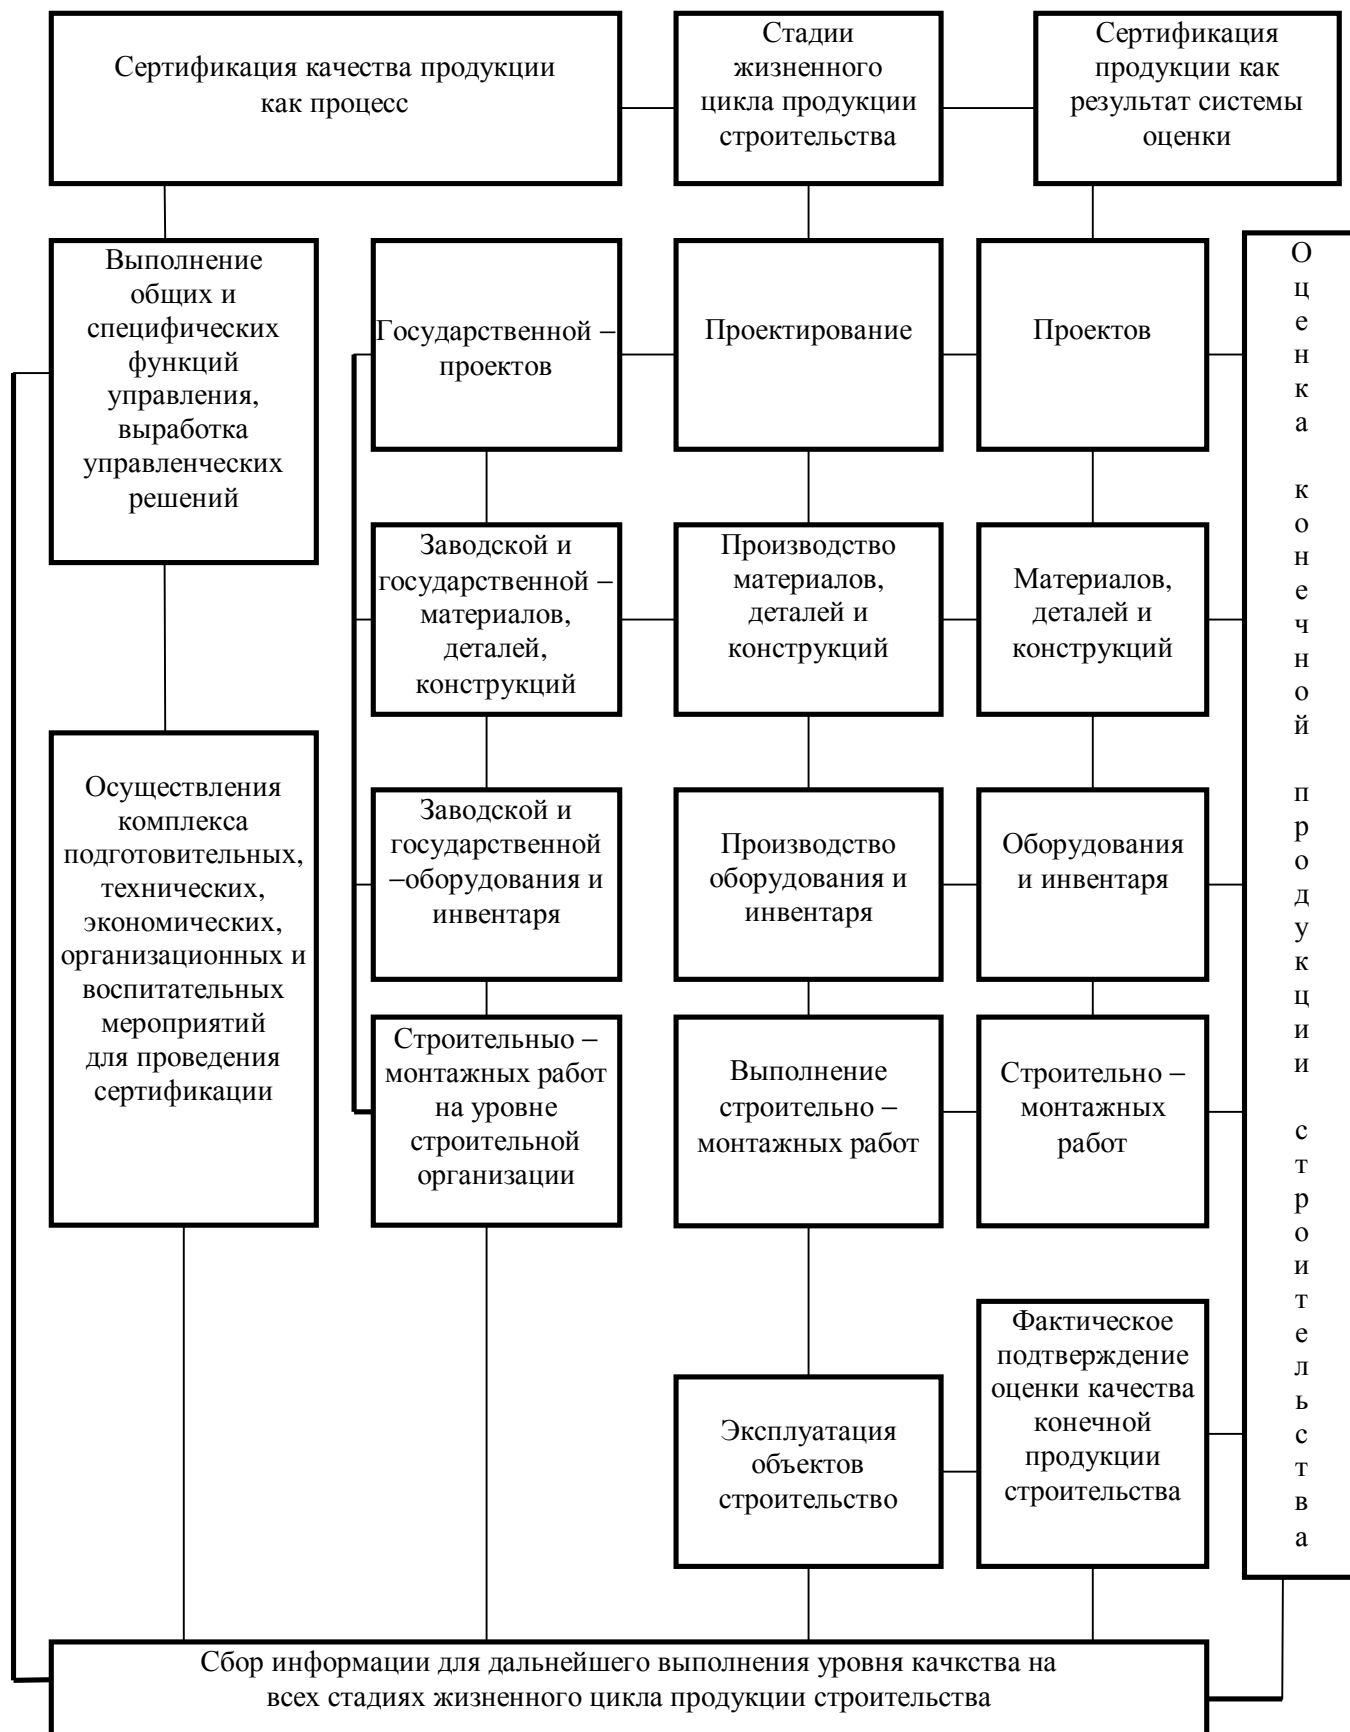 Сертификация качества продукции
как процесс
Стадии
жизненного
цикла продукции
строительства
Сертификация
продукции как
результат системы
оценки
Выполнение
общих и
специфических
функций
управления,
выработка
управленческих
решений
Государственной –
проектов
Проектирование
Проектов
Оценка конечной продукции строительства
Заводской и
государственной –
материалов,
деталей,
конструкций
Производство
материалов,
деталей и
конструкций
Материалов,
деталей и
конструкций
Осуществления
комплекса
подготовительных,
технических,
экономических,
организационных и
воспитательных
мероприятий
для проведения
сертификации
Заводской и
государственной
–оборудования и
инвентаря
Производство
оборудования и
инвентаря
Оборудования
и инвентаря
Строительныо –
монтажных работ
на уровне
строительной
организации
Выполнение
строительно –
монтажных работ
Строительно –
монтажных
работ
Эксплуатация
объектов
строительство
Фактическое
подтверждение
оценки качества
конечной
продукции
строительства
Сбор информации для дальнейшего выполнения уровня качкства на
всех стадиях жизненного цикла продукции строительства